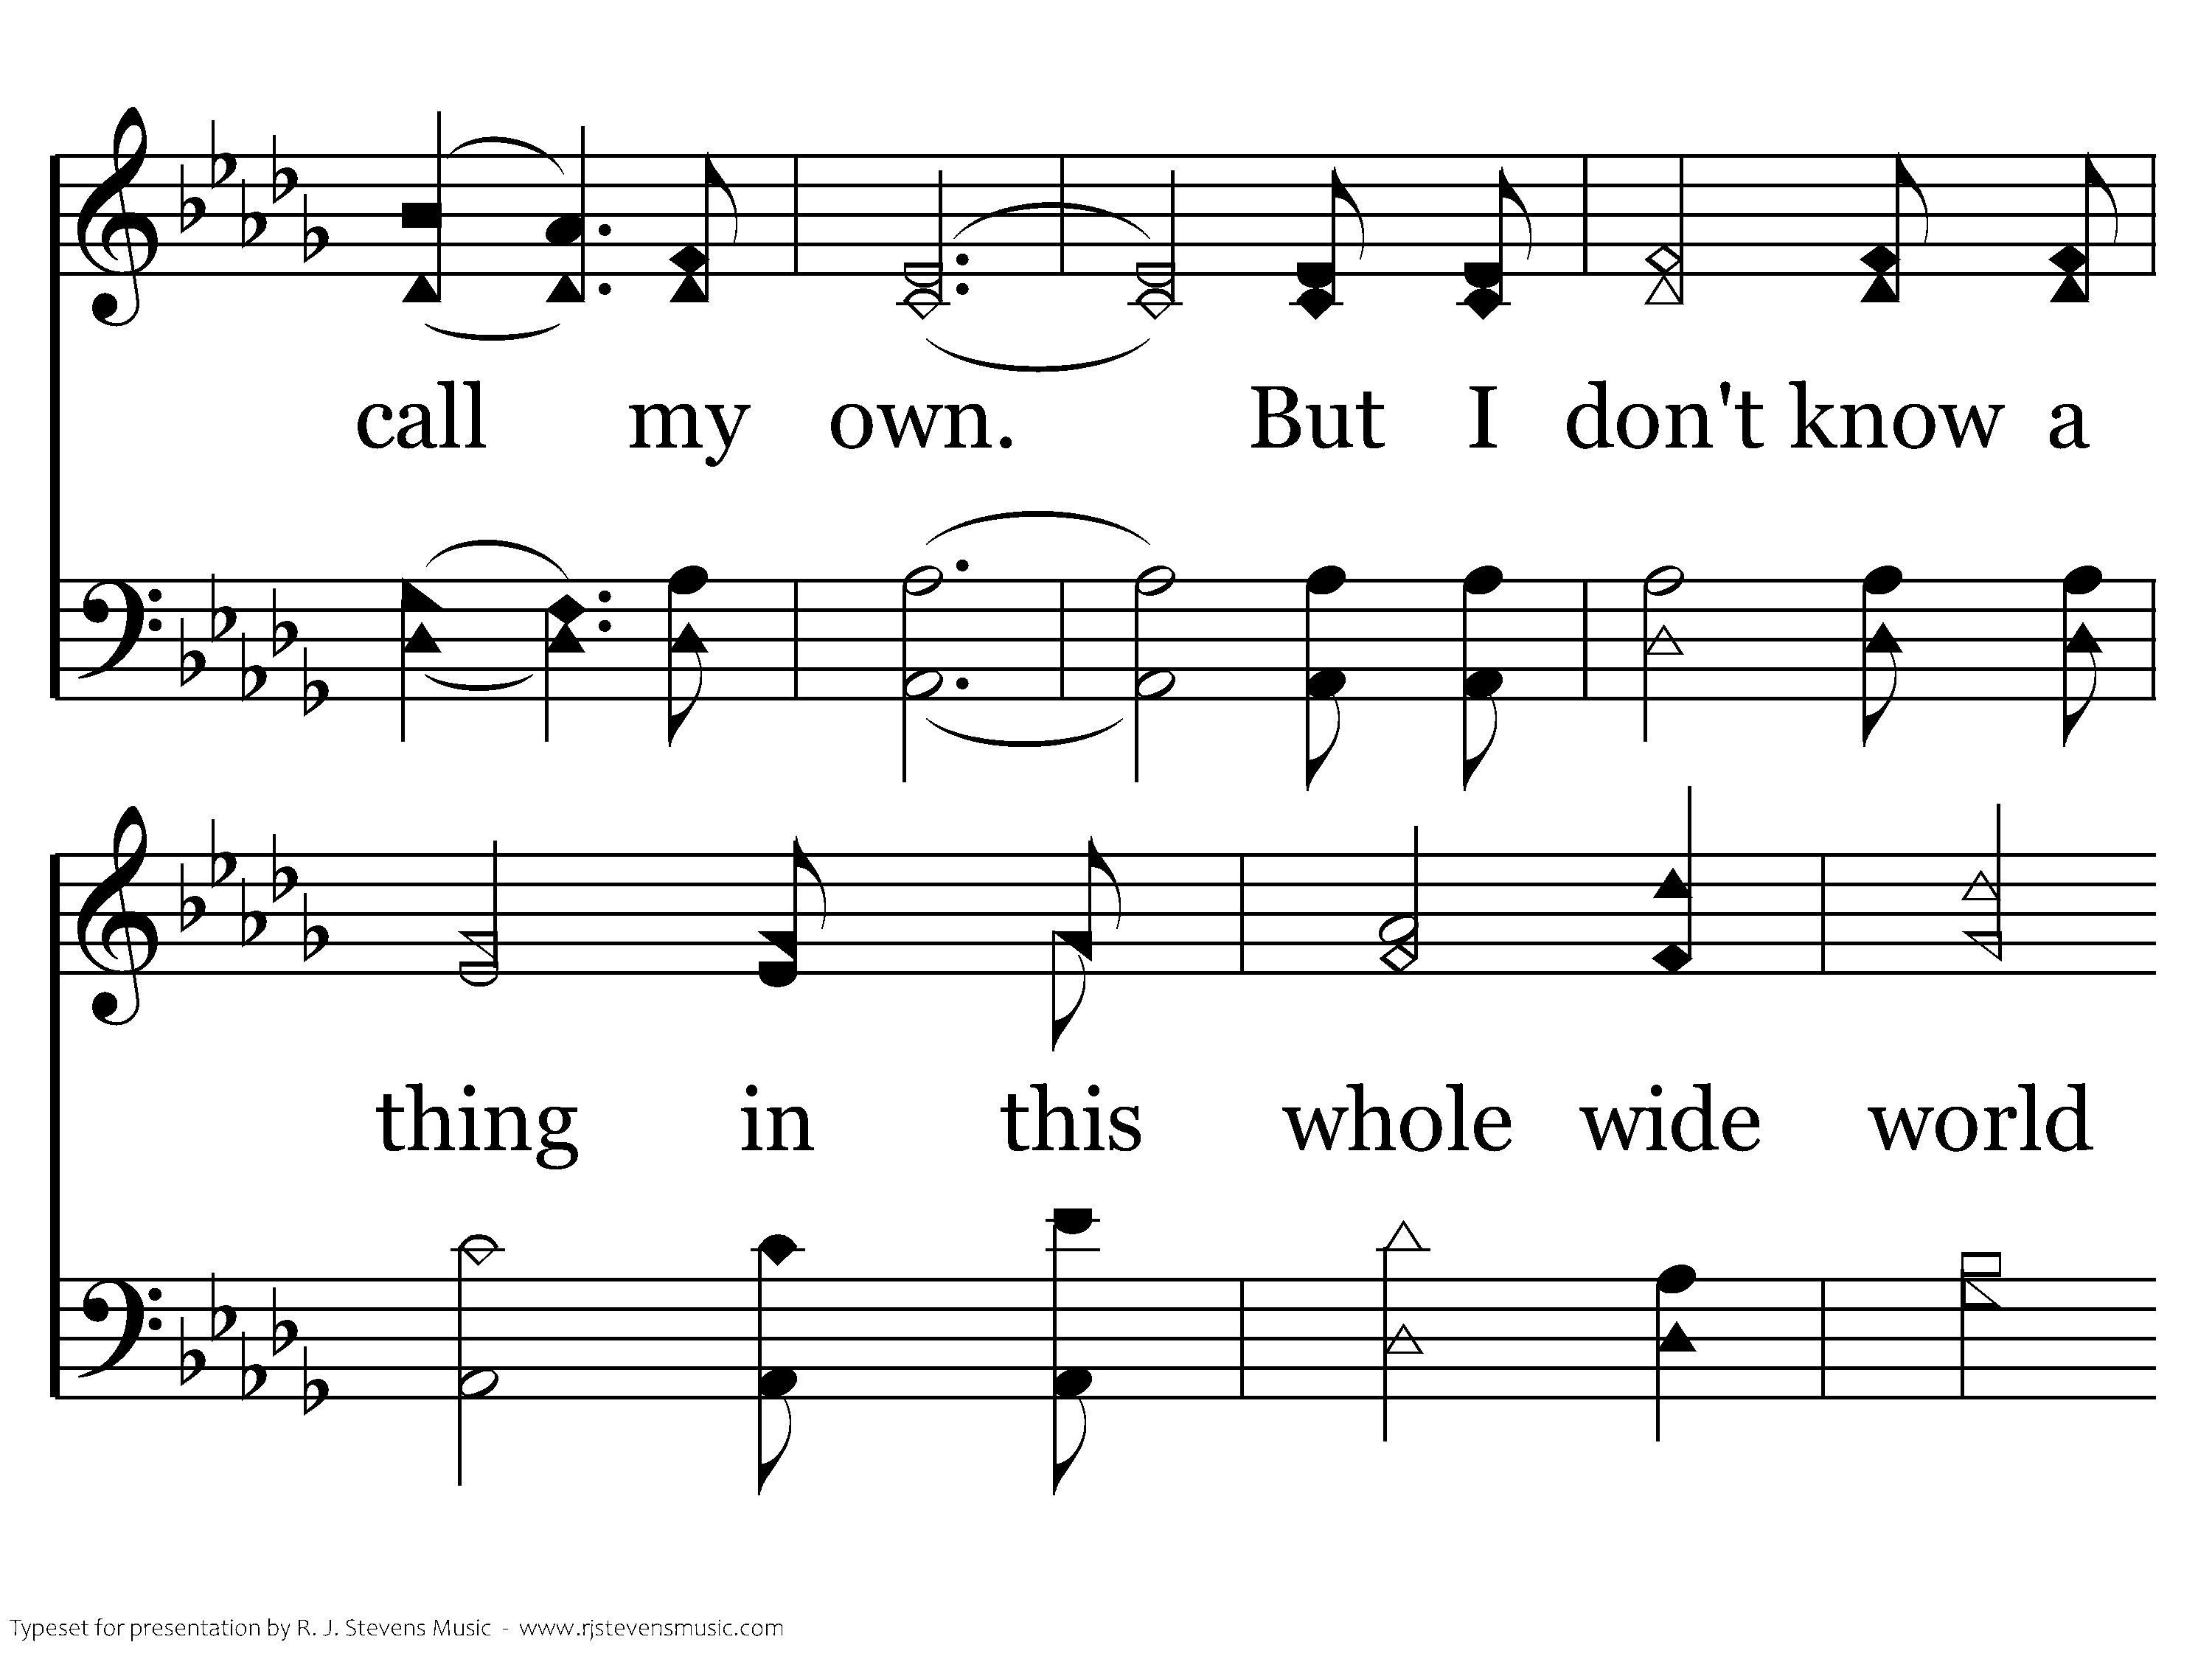 call my own. But I don't know a
thing in this whole wide world
Typeset for presentation by R. J. Stevens Music - www.rjstevensmusic.com